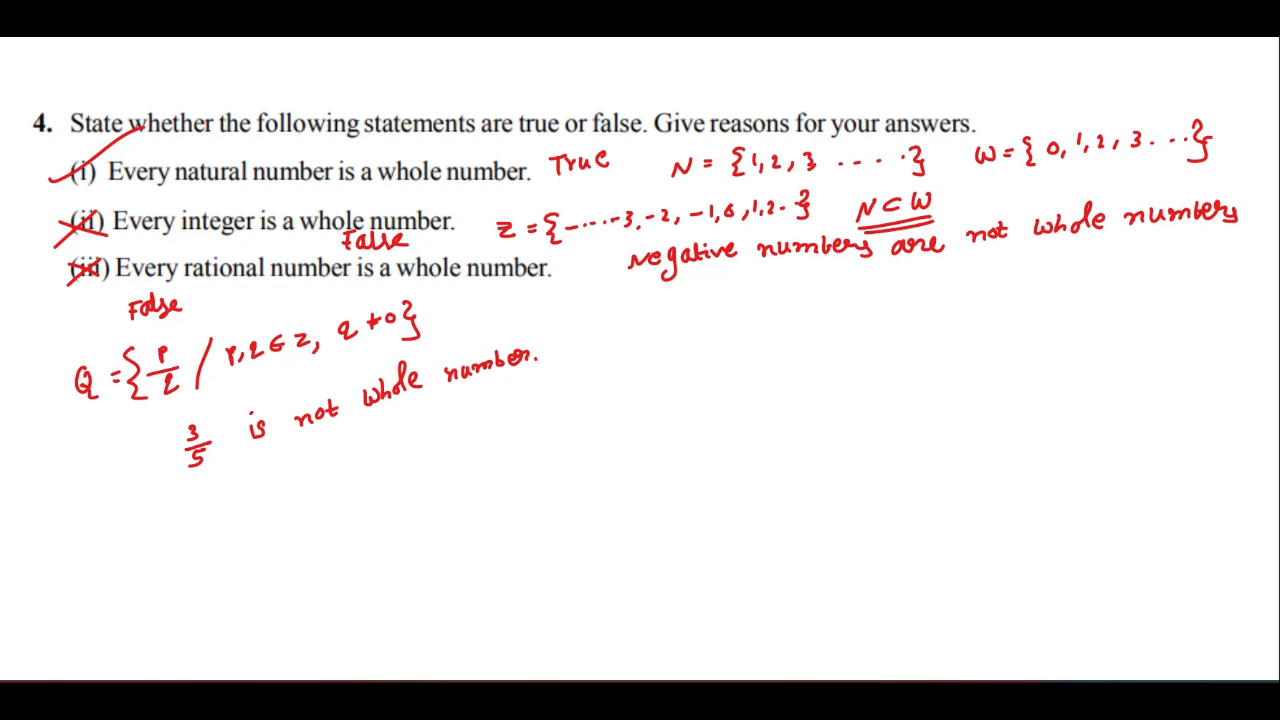 4. State whether the following statements are true or false. Give reasons for your answers.
(i) Every natural number is a whole number. True N = {1, 2, 3 .....} W = { 0, 1, 2, 3 ...}
(ii) Every integer is a whole number. Z = {- .....-3, -2, -1, 0, 1, 2 - } N ⊂ W
False negative numbers are not whole numbers
(iii) Every rational number is a whole number.
False
Q = { p/q / p, q ∈ Z, q ≠ 0}
3/5 is not whole number.